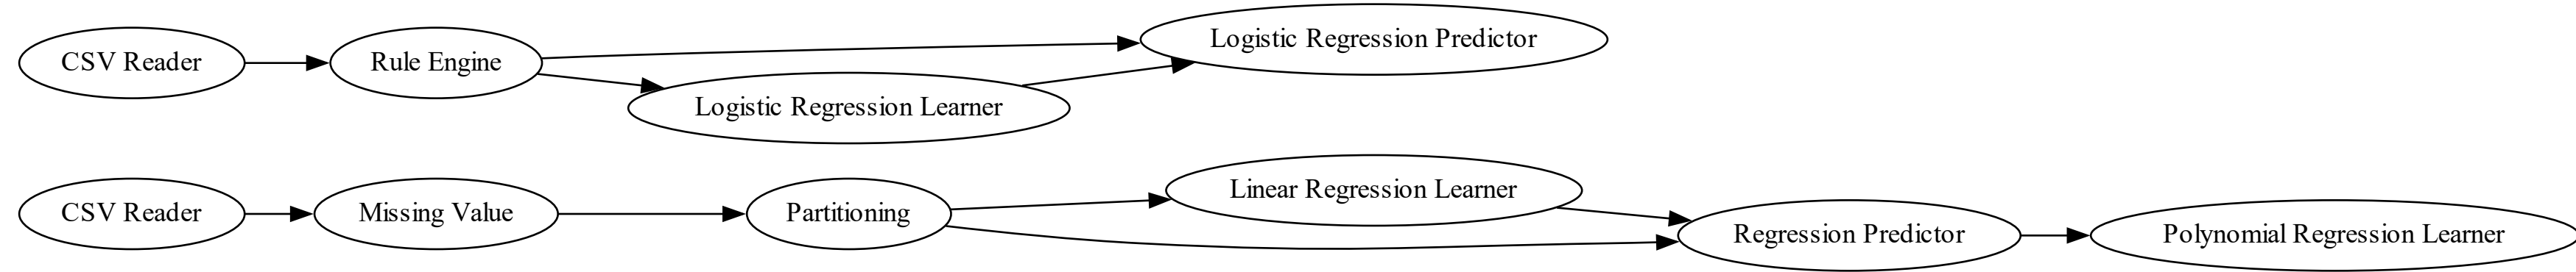 CSV Reader
Rule Engine
Logistic Regression Learner
Logistic Regression Predictor
CSV Reader
Missing Value
Partitioning
Linear Regression Learner
Regression Predictor
Polynomial Regression Learner